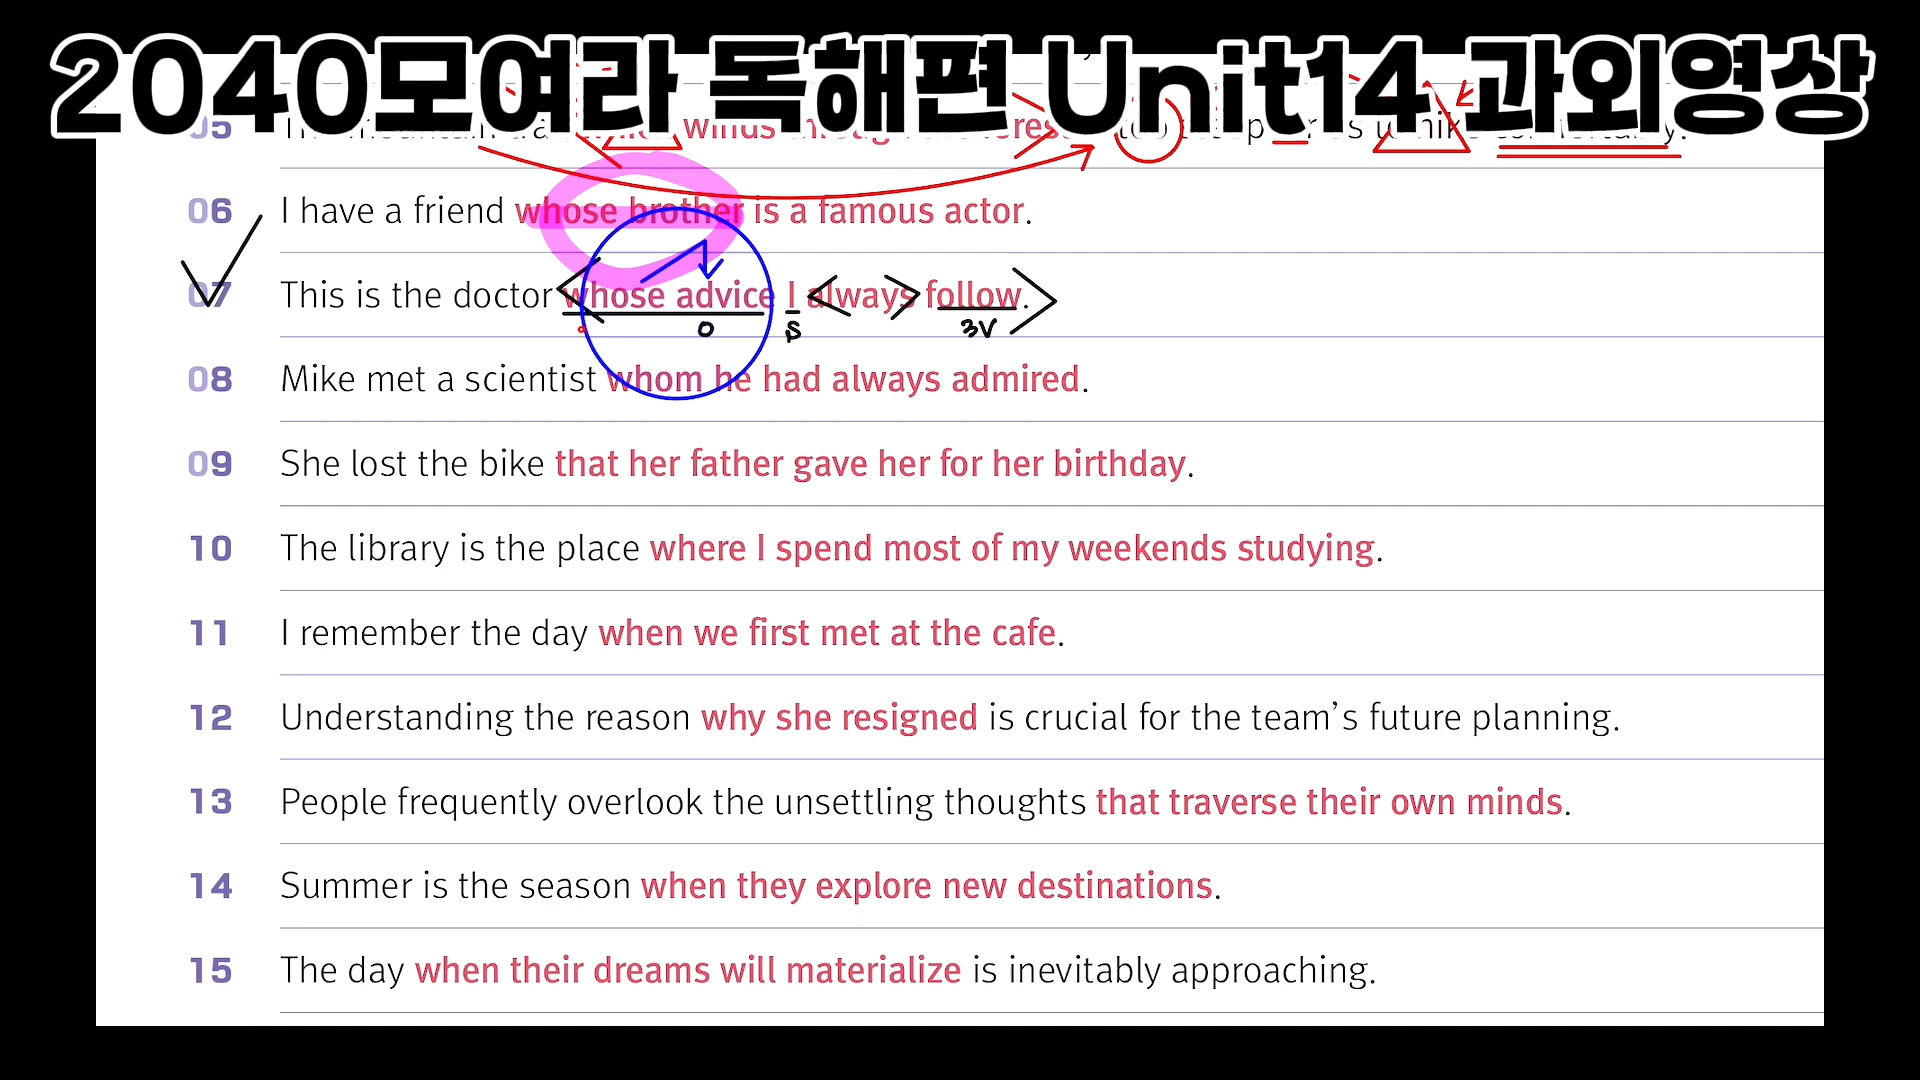 2040모여라 독해편 Unit14 과외영상
05 winds
06 I have a friend whose brother is a famous actor.
07 This is the doctor whose advice I always follow.
O S 3V
08 Mike met a scientist whom he had always admired.
09 She lost the bike that her father gave her for her birthday.
10 The library is the place where I spend most of my weekends studying.
11 I remember the day when we first met at the cafe.
12 Understanding the reason why she resigned is crucial for the team's future planning.
13 People frequently overlook the unsettling thoughts that traverse their own minds.
14 Summer is the season when they explore new destinations.
15 The day when their dreams will materialize is inevitably approaching.